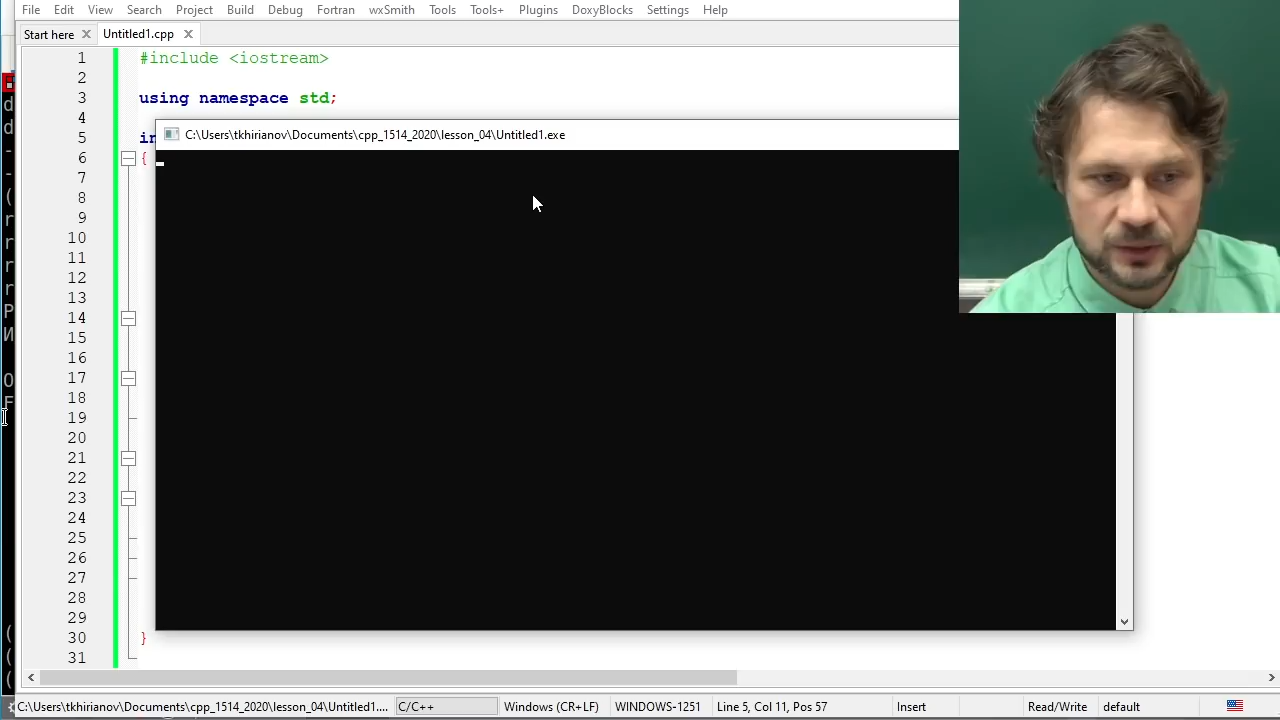 File Edit View Search Project Build Debug Fortran wxSmith Tools Tools+ Plugins DoxyBlocks Settings Help
Start here Untitled1.cpp
1 #include <iostream>
2
3 using namespace std;
4
C:\Users\tkhirianov\Documents\cpp_1514_2020\lesson_04\Untitled1.exe
5 in
6 {
7
8
9
10
11
12
13
14
15
16
17
18
19
20
21
22
23
24
25
26
27
28
29
30 }
31
d
d
-
-
(
r
r
r
r
Р
И
О
F
(
(
(
C:\Users\tkhirianov\Documents\cpp_1514_2020\lesson_04\Untitled1.... C/C++ Windows (CR+LF) WINDOWS-1251 Line 5, Col 11, Pos 57 Insert Read/Write default